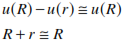 u(R) − u(r) ≅ u(R)
R + r ≅ R